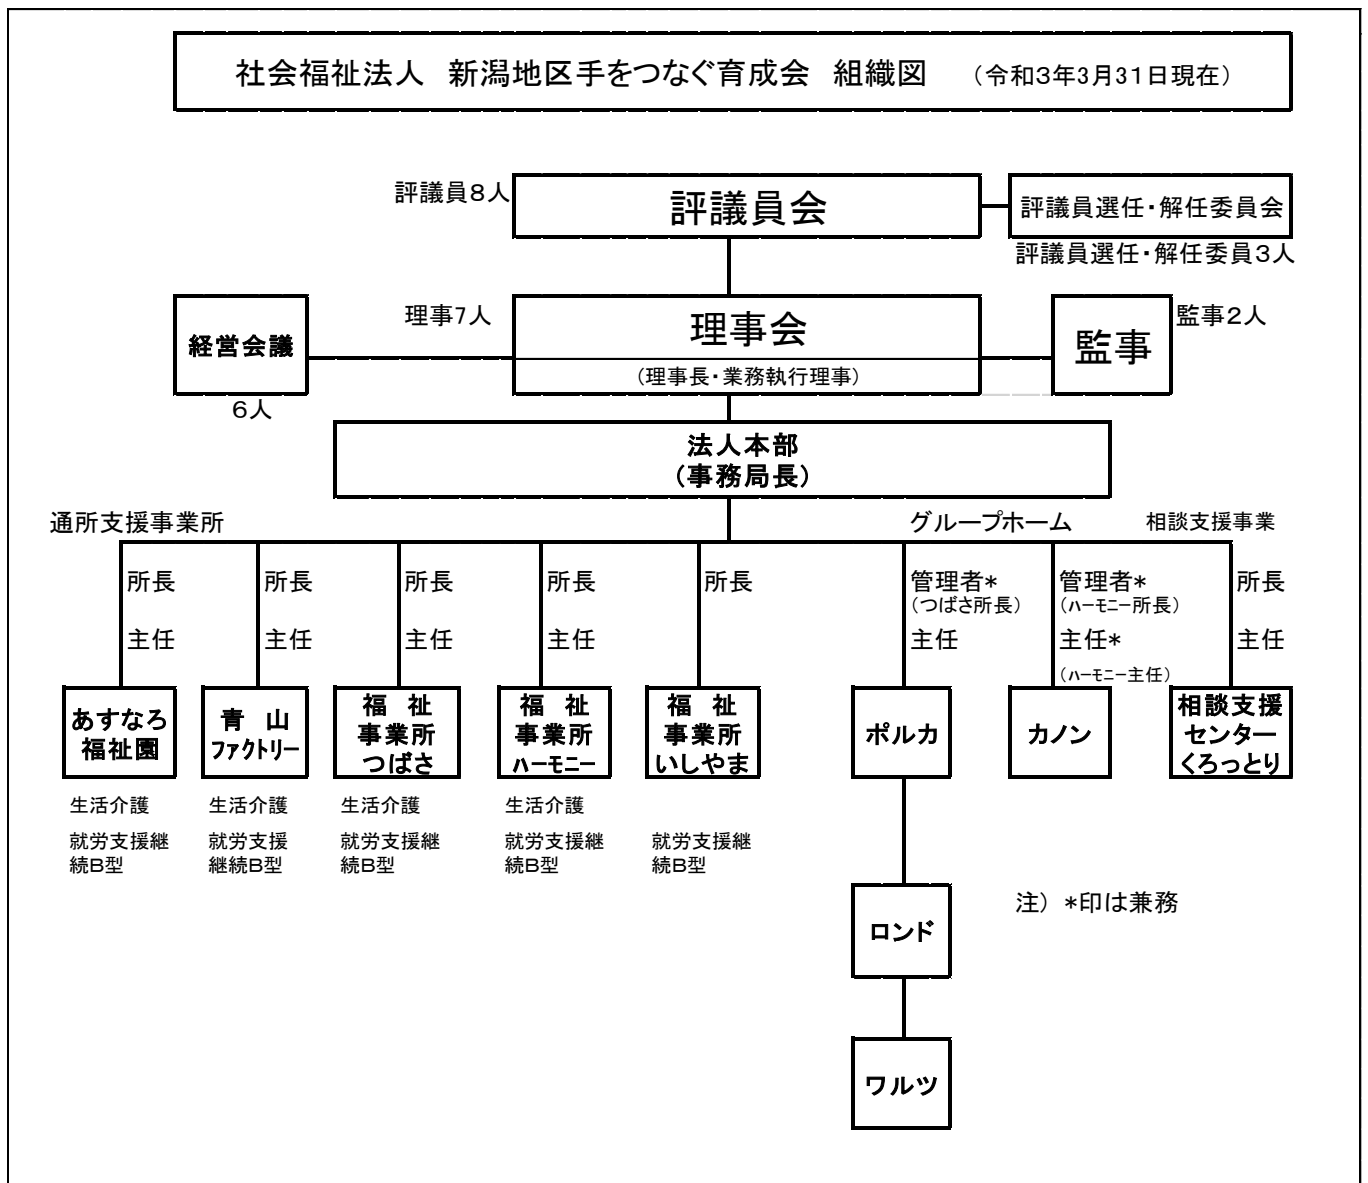 社会福祉法人　新潟地区手をつなぐ育成会　組織図　（令和３年3月31日現在）
評議員８人
評議員会
評議員選任・解任委員会
評議員選任・解任委員３人
経営会議
６人
理事7人
理事会
（理事長・業務執行理事）
監事
監事２人
法人本部
（事務局長）
通所支援事業所
グループホーム
相談支援事業
所長
主任
あすなろ
福祉園
生活介護
就労支援継
続Ｂ型
所長
主任
青　山
ファクトリー
生活介護
就労支援
継続Ｂ型
所長
主任
福　祉
事業所
つばさ
生活介護
就労支援継
続Ｂ型
所長
主任
福　祉
事業所
ハーモニー
生活介護
就労支援継
続Ｂ型
所長
福　祉
事業所
いしやま
就労支援継
続Ｂ型
管理者*
（つばさ所長）
主任
ポルカ
ロンド
ワルツ
管理者*
（ハーモニー所長）
主任*
（ハーモニー主任）
カノン
所長
主任
相談支援
センター
くろっとり
注）*印は兼務